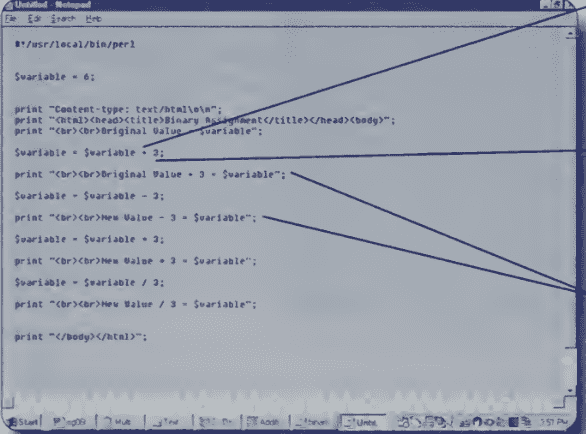 Untitled - Notepad
File Edit Search Help
#!/usr/local/bin/perl
$variable = 6;
print "Content-type: text/html\n\n";
print "<html><head><title>Binary Assignment</title></head><body>";
print "<br><br>Original Value = $variable";
$variable = $variable + 3;
print "<br><br>Original Value + 3 = $variable";
$variable = $variable - 3;
print "<br><br>New Value - 3 = $variable";
$variable = $variable * 3;
print "<br><br>New Value * 3 = $variable";
$variable = $variable / 3;
print "<br><br>New Value / 3 = $variable";
print "</body></html>";
Start Untitl. 3:57 PM